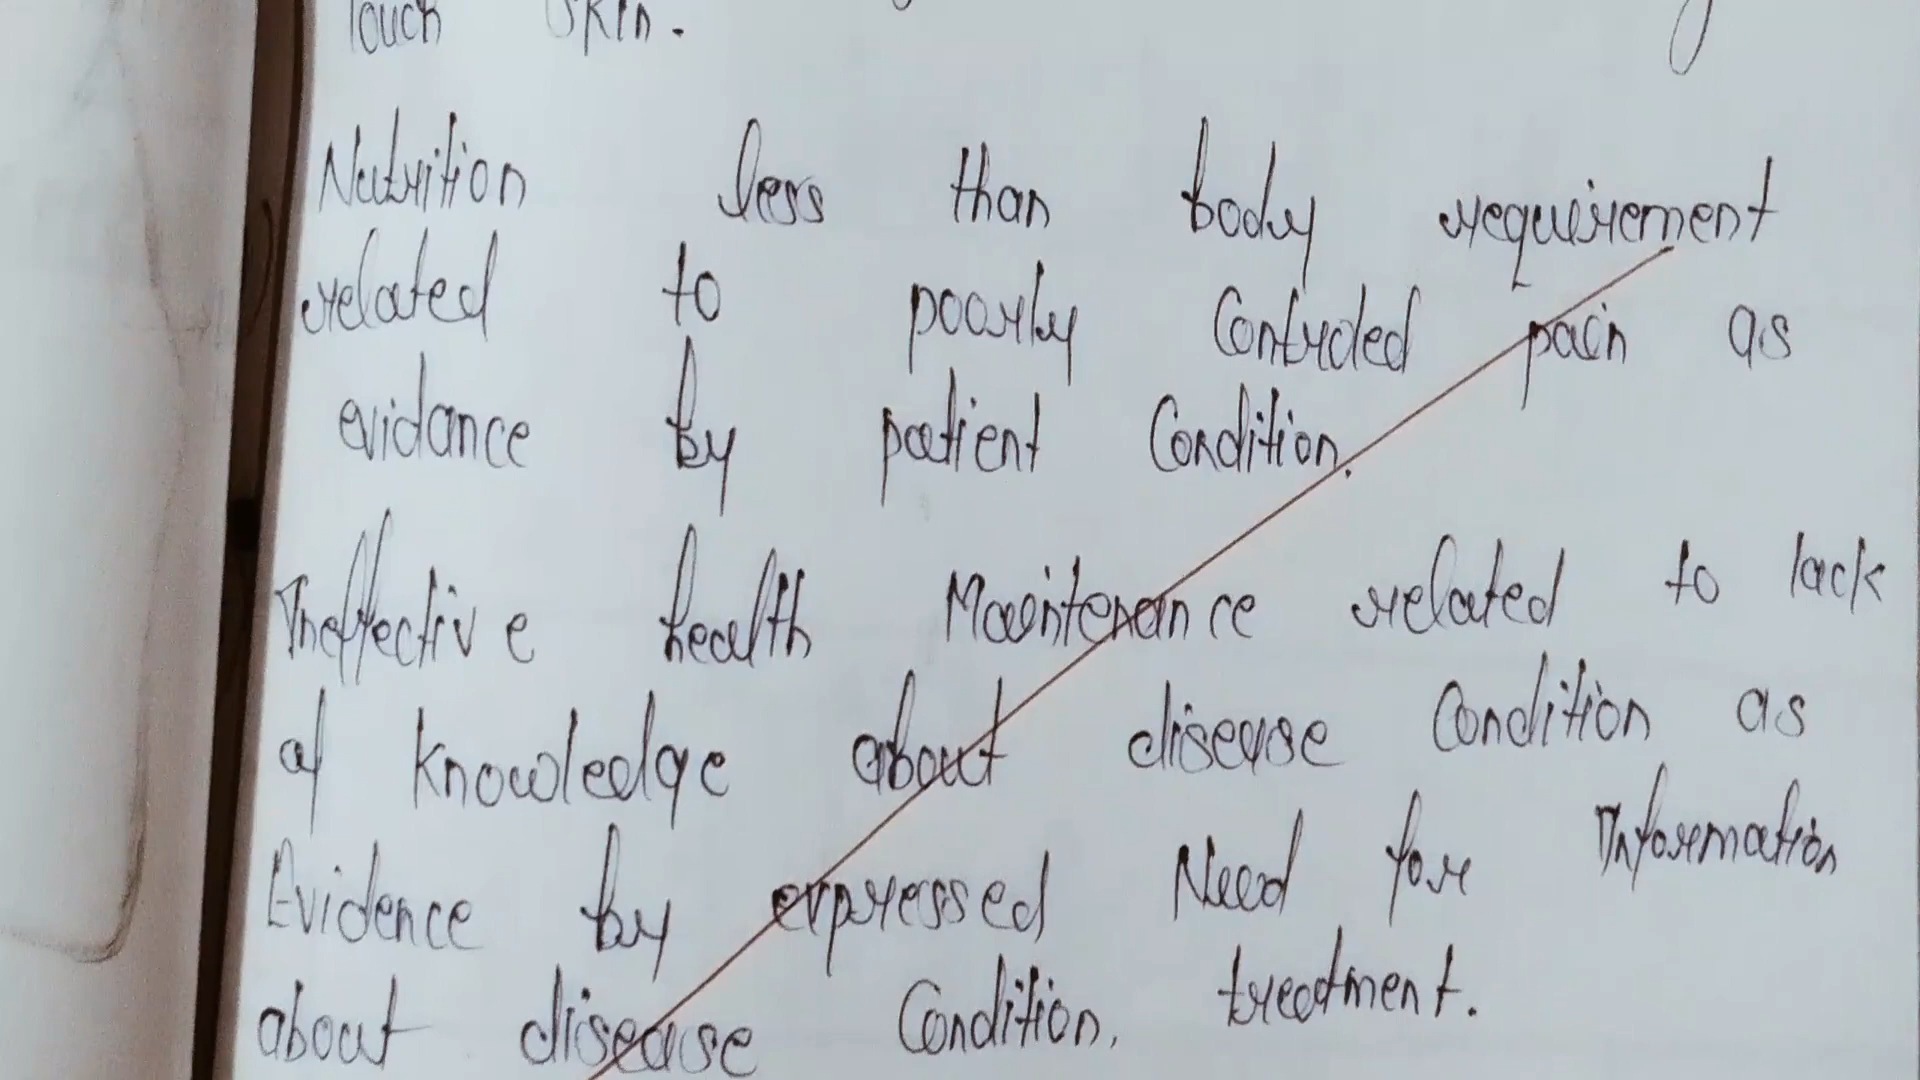 Touch Skin.
Nutrition less than body requirement
related to poorly Controled pain as
evidance by patient Condition.
Ineffective health Maintenance related to lack
of knowledge about disease Condition as
Evidence by expressed Need for Information
about disease Condition, treatment.